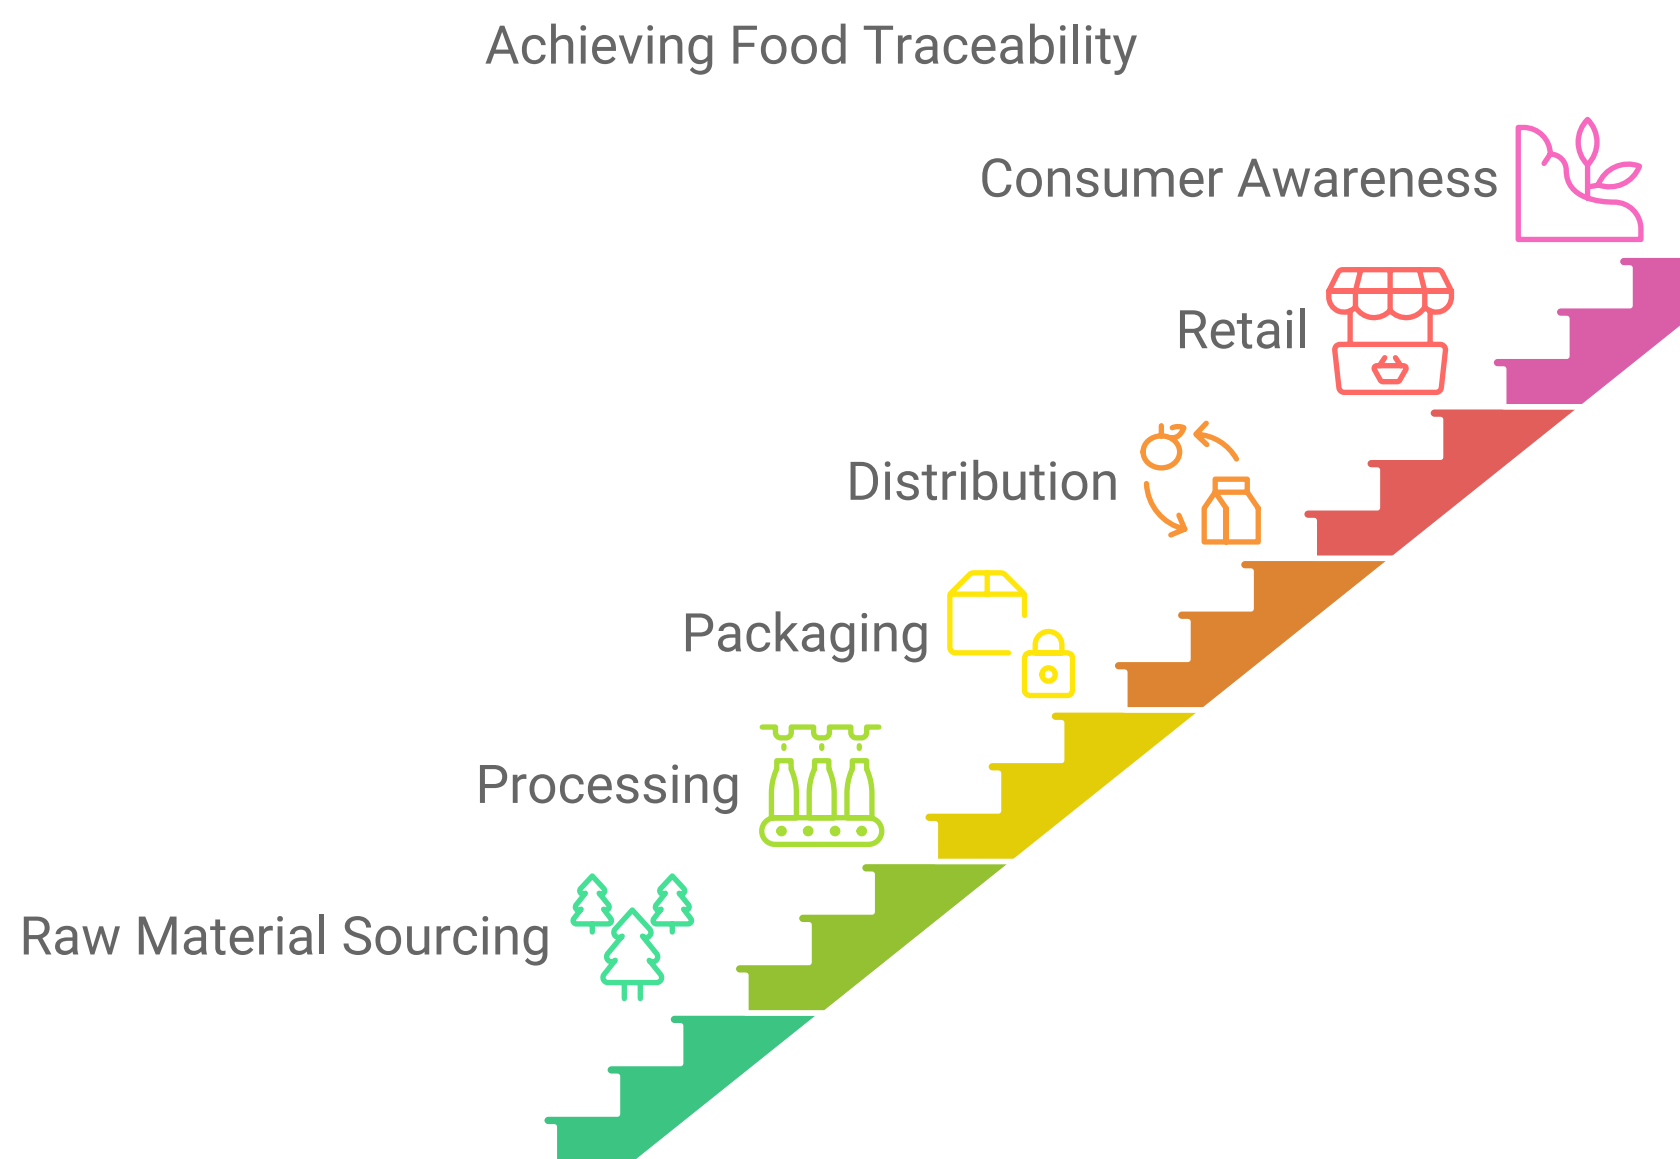 Achieving Food Traceability
Consumer Awareness
Retail
Distribution
Packaging
Processing
Raw Material Sourcing